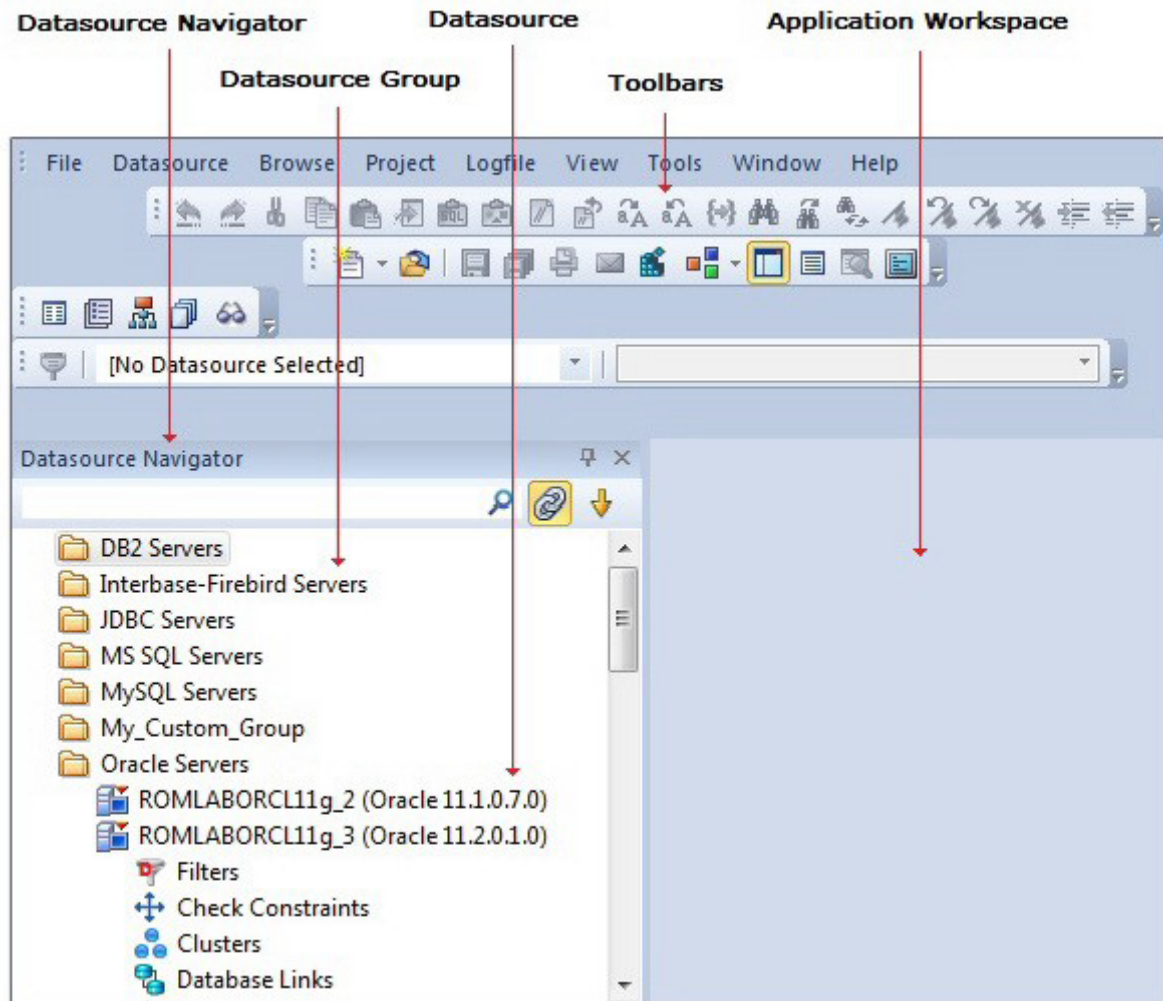 Datasource Navigator
Datasource
Application Workspace
Datasource Group
Toolbars
File Datasource Browse Project Logfile View Tools Window Help
[No Datasource Selected]
Datasource Navigator
DB2 Servers
Interbase-Firebird Servers
JDBC Servers
MS SQL Servers
MySQL Servers
My_Custom_Group
Oracle Servers
ROMLABORCL11g_2 (Oracle 11.1.0.7.0)
ROMLABORCL11g_3 (Oracle 11.2.0.1.0)
Filters
Check Constraints
Clusters
Database Links